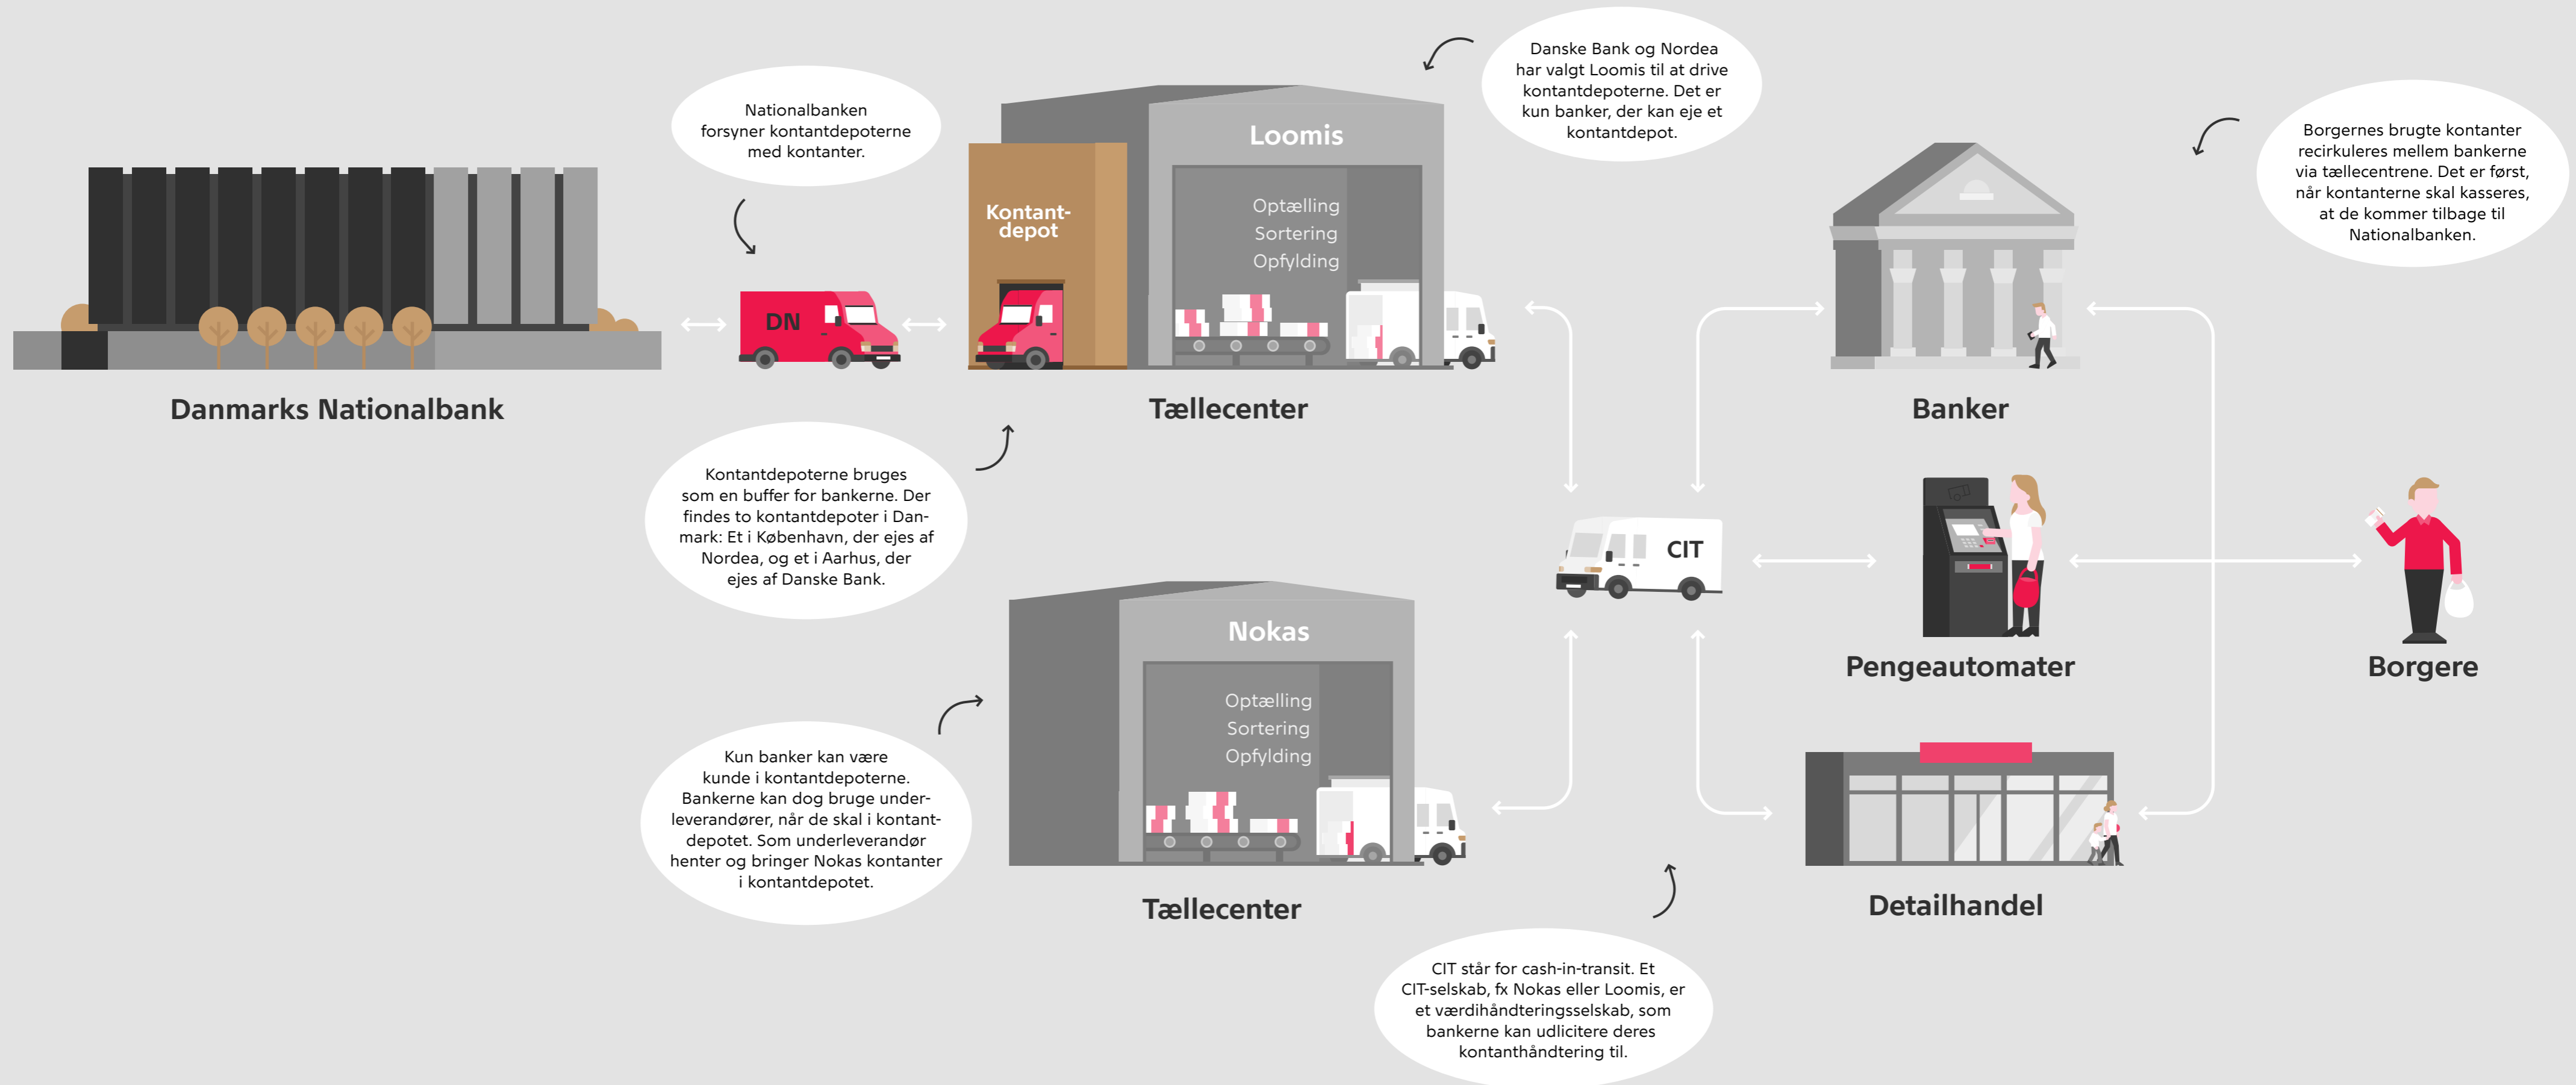 Nationalbanken
forsyner kontantdepoterne
med kontanter.
Danske Bank og Nordea
har valgt Loomis til at drive
kontantdepoterne. Det er
kun banker, der kan eje et
kontantdepot.
Borgernes brugte kontanter
recirkuleres mellem bankerne
via tællecentrene. Det er først,
når kontanterne skal kasseres,
at de kommer tilbage til
Nationalbanken.
Loomis
Optælling
Sortering
Opfylding
Kontant-
depot
DN
Danmarks Nationalbank
Tællecenter
Banker
Kontantdepoterne bruges
som en buffer for bankerne. Der
findes to kontantdepoter i Dan-
mark: Et i København, der ejes af
Nordea, og et i Aarhus, der
ejes af Danske Bank.
CIT
Pengeautomater
Borgere
Nokas
Optælling
Sortering
Opfylding
Kun banker kan være
kunde i kontantdepoterne.
Bankerne kan dog bruge under-
leverandører, når de skal i kontant-
depotet. Som underleverandør
henter og bringer Nokas kontanter
i kontantdepotet.
Tællecenter
Detailhandel
CIT står for cash-in-transit. Et
CIT-selskab, fx Nokas eller Loomis, er
et værdihåndteringsselskab, som
bankerne kan udlicitere deres
kontanthåndtering til.